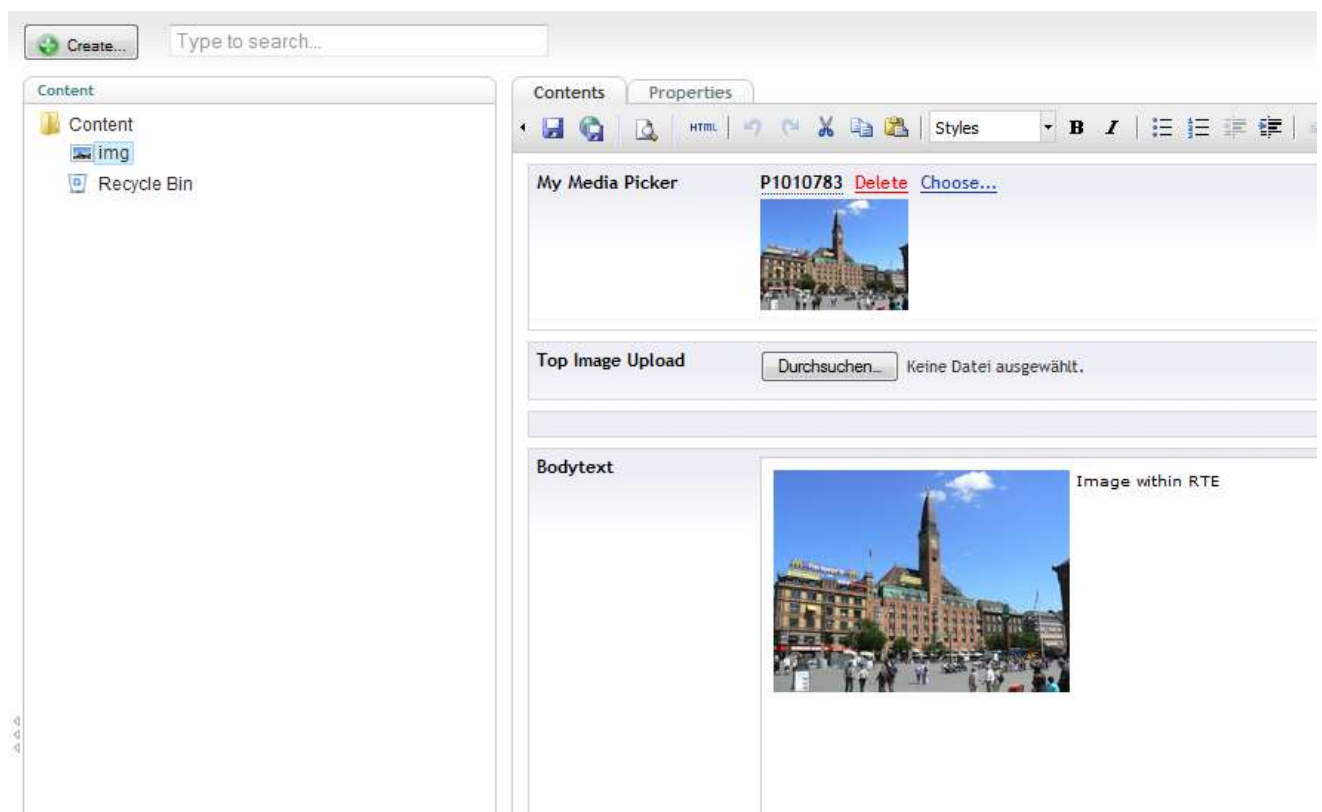 Create...
Type to search...
Content
Content
img
Recycle Bin
Contents Properties
HTML Styles B I
My Media Picker P1010783 Delete Choose...
Top Image Upload Durchsuchen... Keine Datei ausgewählt.
Bodytext
Image within RTE